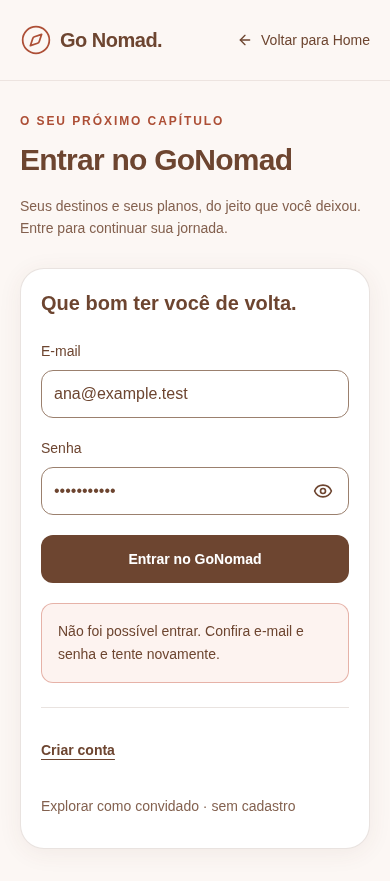 Go Nomad.
Voltar para Home
O SEU PRÓXIMO CAPÍTULO
Entrar no GoNomad
Seus destinos e seus planos, do jeito que você deixou.
Entre para continuar sua jornada.
Que bom ter você de volta.
E-mail
ana@example.test
Senha
•••••••••••
Entrar no GoNomad
Não foi possível entrar. Confira e-mail e
senha e tente novamente.
Criar conta
Explorar como convidado · sem cadastro